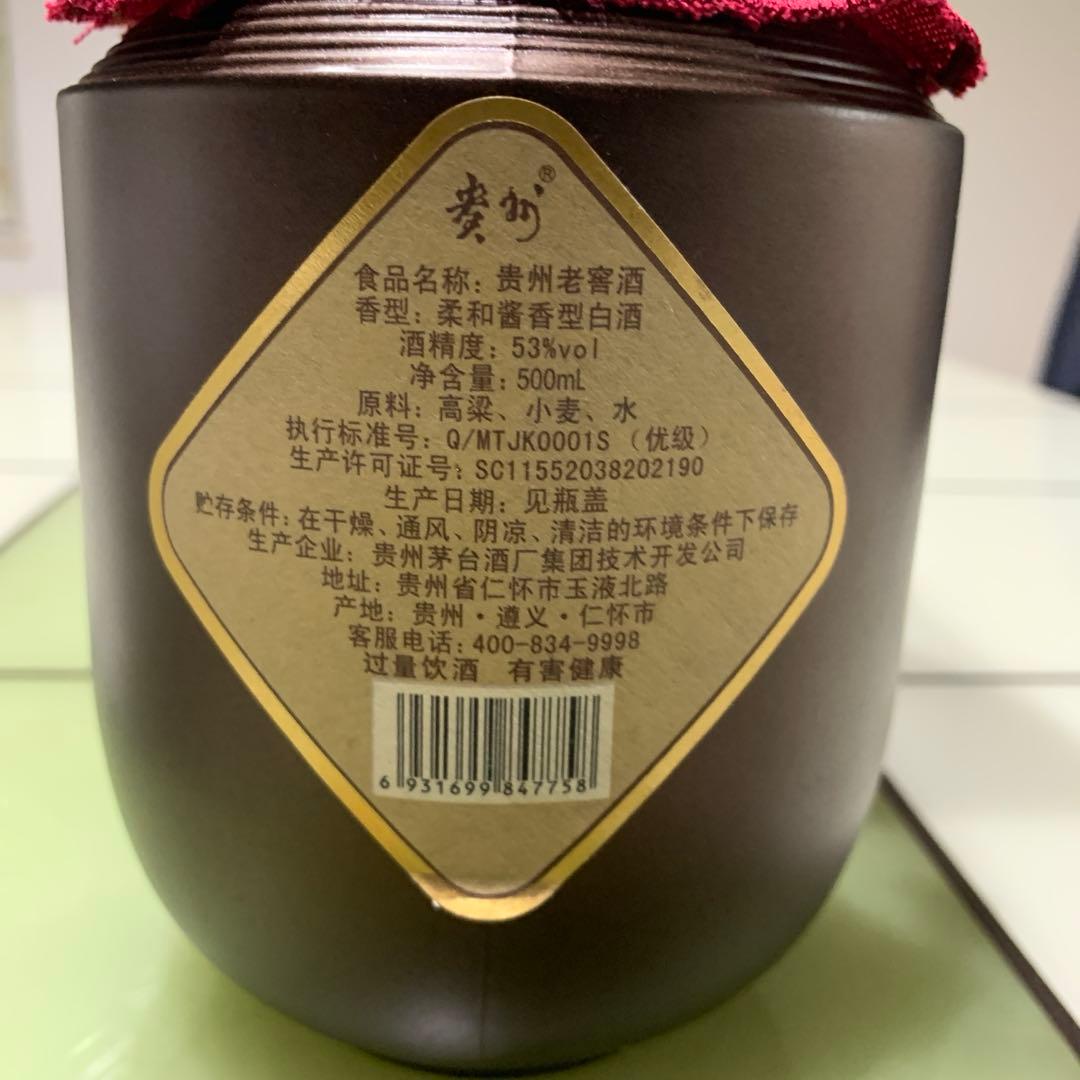 贵州®
食品名称：贵州老窖酒
香型：柔和酱香型白酒
酒精度：53%vol
净含量：500mL
原料：高粱、小麦、水
执行标准号：Q/MTJK0001S（优级）
生产许可证号：SC11552038202190
生产日期：见瓶盖
贮存条件：在干燥、通风、阴凉、清洁的环境条件下保存
生产企业：贵州茅台酒厂集团技术开发公司
地址：贵州省仁怀市玉液北路
产地：贵州·遵义·仁怀市
客服电话：400-834-9998
过量饮酒 有害健康
6 931699 847758